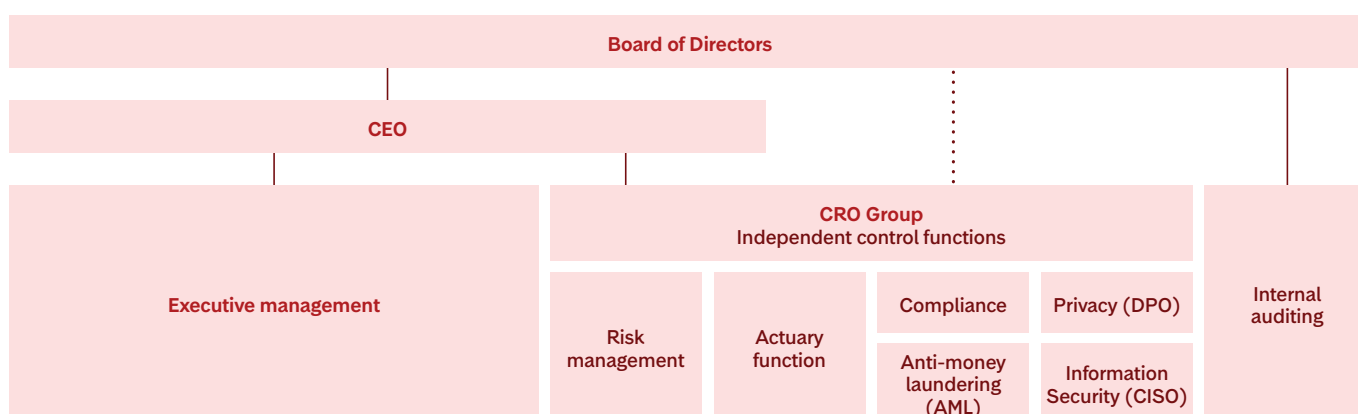 Board of Directors
CEO
CRO Group
Independent control functions
Executive management
Risk
management
Actuary
function
Compliance
Privacy (DPO)
Anti-money
laundering
(AML)
Information
Security (CISO)
Internal
auditing